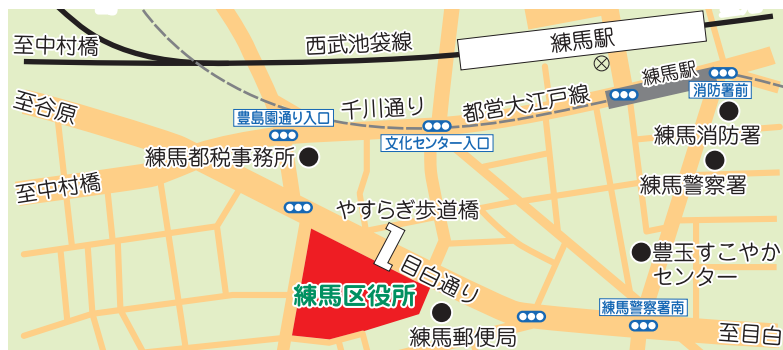 至中村橋
西武池袋線
練馬駅
練馬駅
至谷原
豊島園通り入口
千川通り
都営大江戸線
消防署前
文化センター入口
練馬消防署
練馬都税事務所
練馬警察署
至中村橋
やすらぎ歩道橋
豊玉すこやか
センター
目白通り
練馬区役所
練馬警察署南
練馬郵便局
至目白